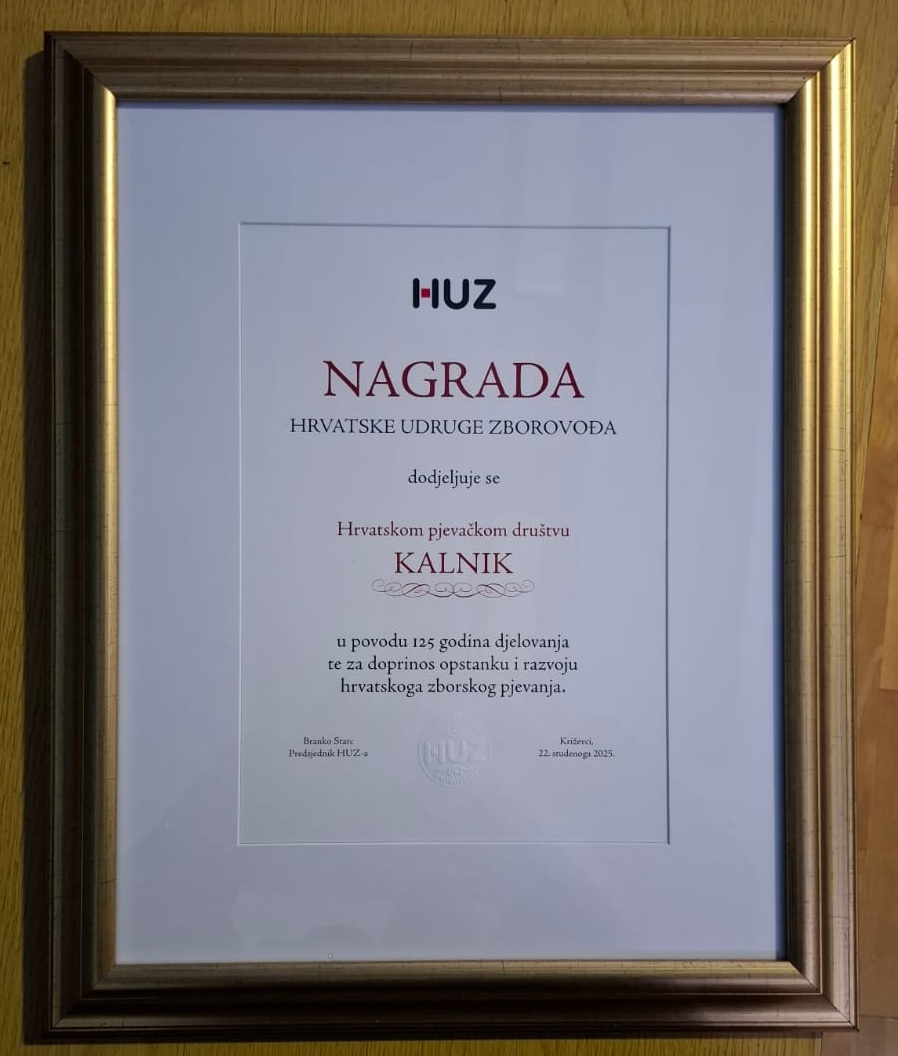 HUZ
NAGRADA
HRVATSKE UDRUGE ZBOROVOĐA
dodjeljuje se
Hrvatskom pjevačkom društvu
KALNIK
u povodu 125 godina djelovanja
te za doprinos opstanku i razvoju
hrvatskoga zborskog pjevanja.
Branko Starc
Predsjednik HUZ-a
HUZ
Križevci,
22. studenoga 2025.